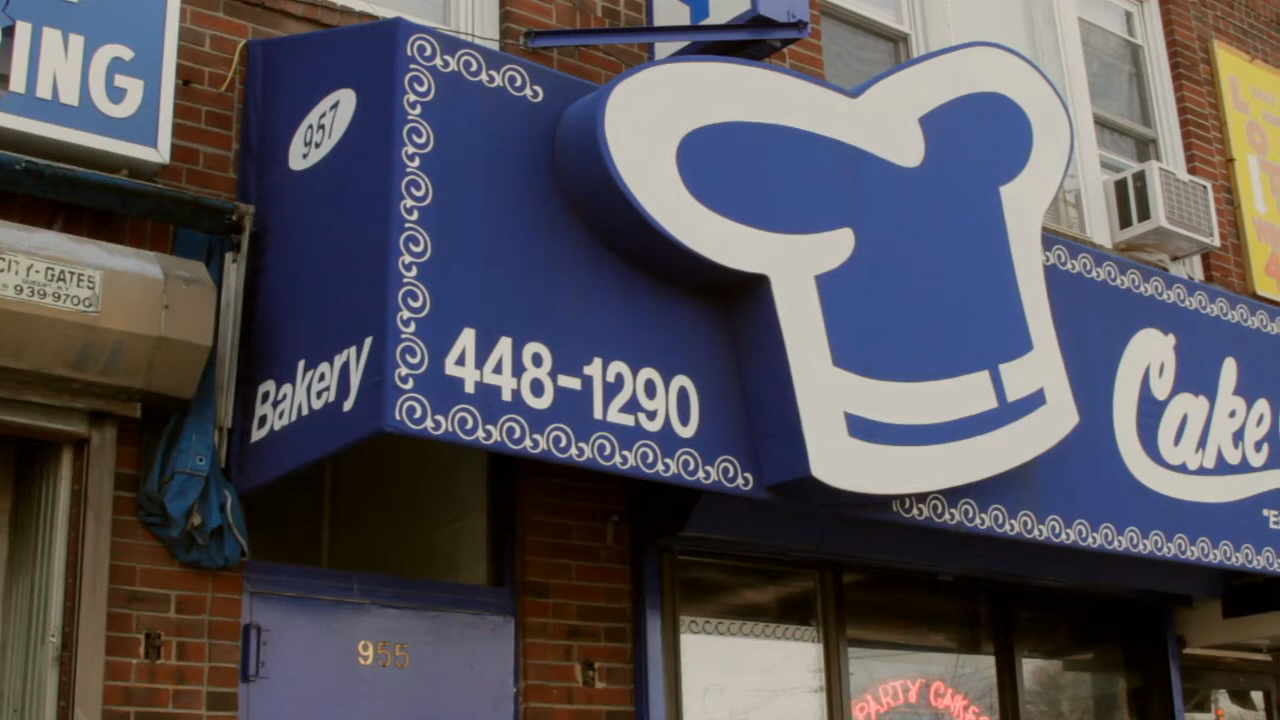 ING
957
CITY-GATES
939-9700
Bakery
448-1290
Cake
"E
955
PARTY CAKES